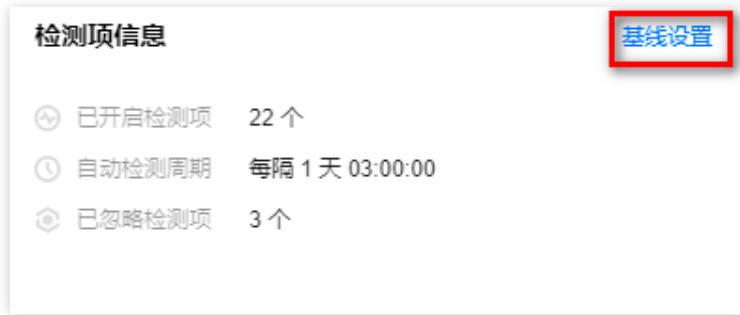 检测项信息 基线设置
已开启检测项 22 个
自动检测周期 每隔 1 天 03:00:00
已忽略检测项 3 个